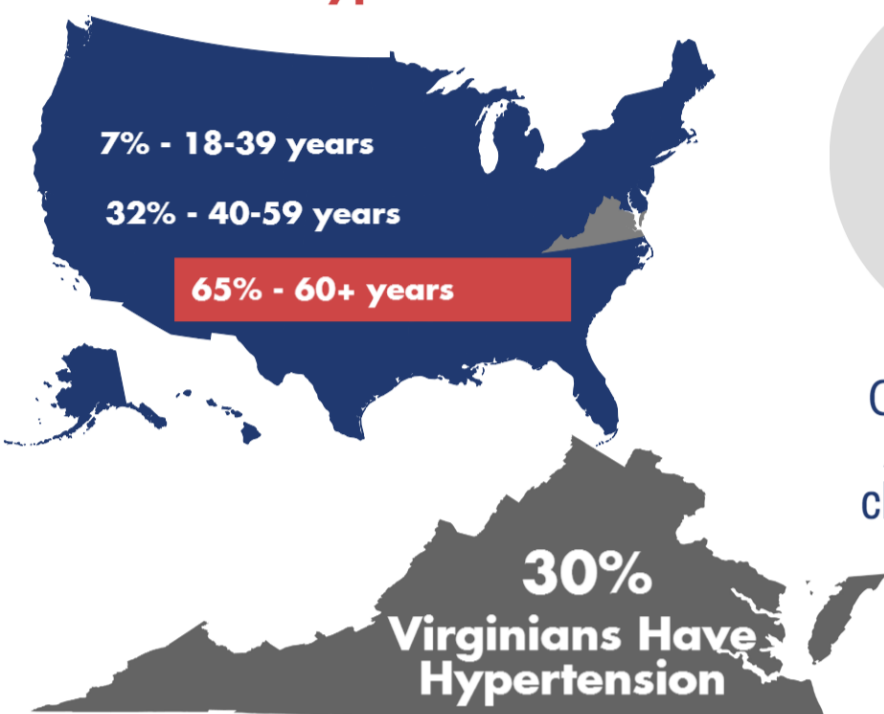 7% - 18-39 years
32% - 40-59 years
65% - 60+ years
30%
Virginians Have
Hypertension